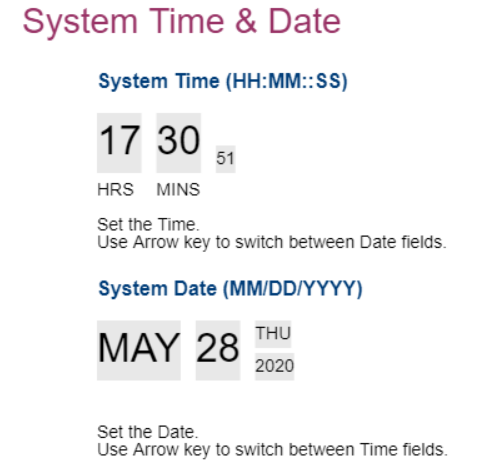 System Time & Date
System Time (HH:MM::SS)
17 30 51
HRS MINS
Set the Time.
Use Arrow key to switch between Date fields.
System Date (MM/DD/YYYY)
MAY 28 THU
2020
Set the Date.
Use Arrow key to switch between Time fields.